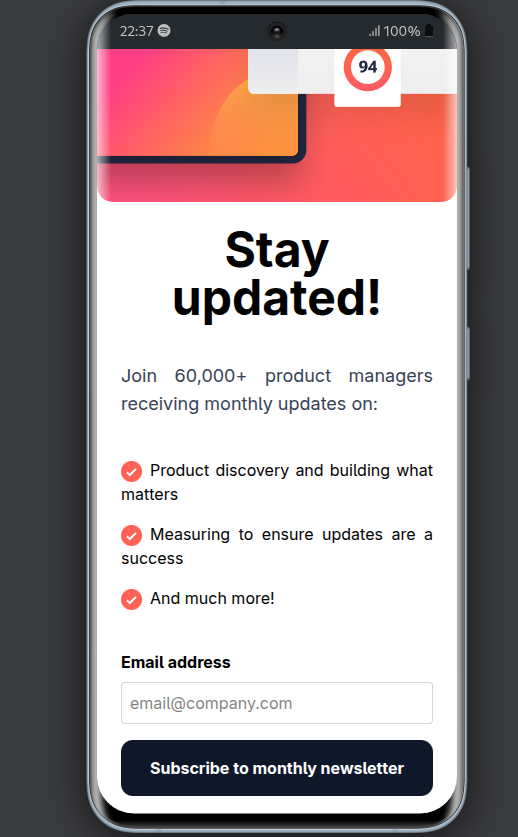 22:37 100%
94
Stay
updated!
Join 60,000+ product managers
receiving monthly updates on:
Product discovery and building what
matters
Measuring to ensure updates are a
success
And much more!
Email address
email@company.com
Subscribe to monthly newsletter